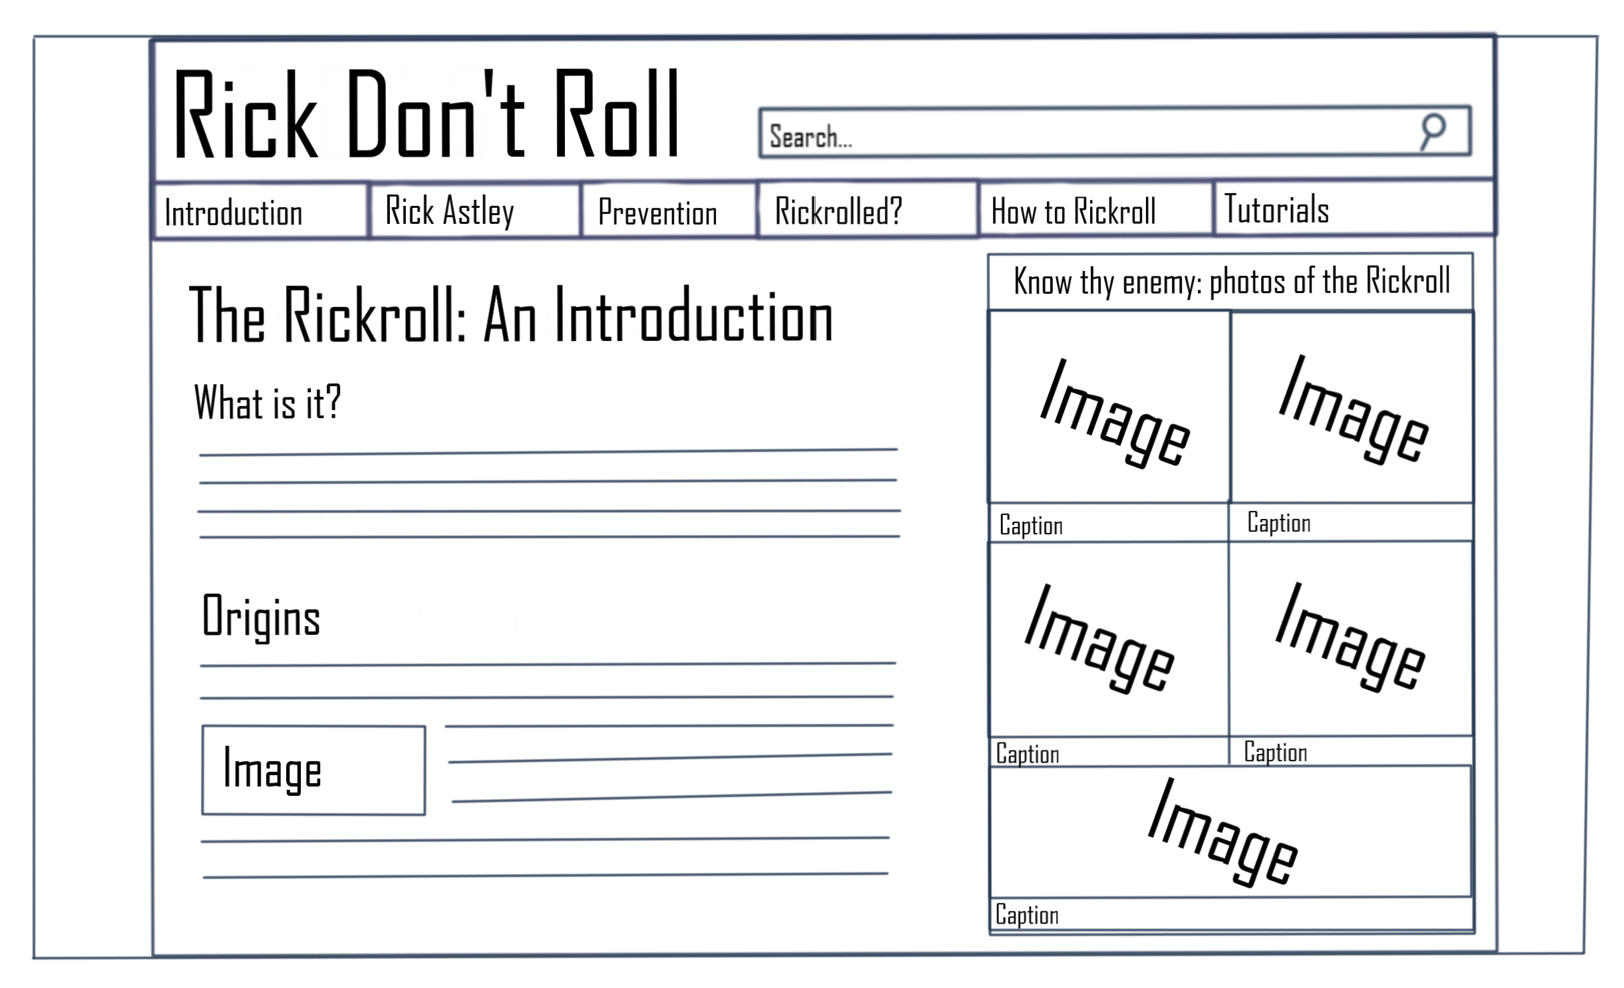 Rick Don't Roll
Search...
Introduction
Rick Astley
Prevention
Rickrolled?
How to Rickroll
Tutorials
The Rickroll: An Introduction
What is it?
Origins
Image
Know thy enemy: photos of the Rickroll
Image
Image
Caption
Caption
Image
Image
Caption
Caption
Image
Caption